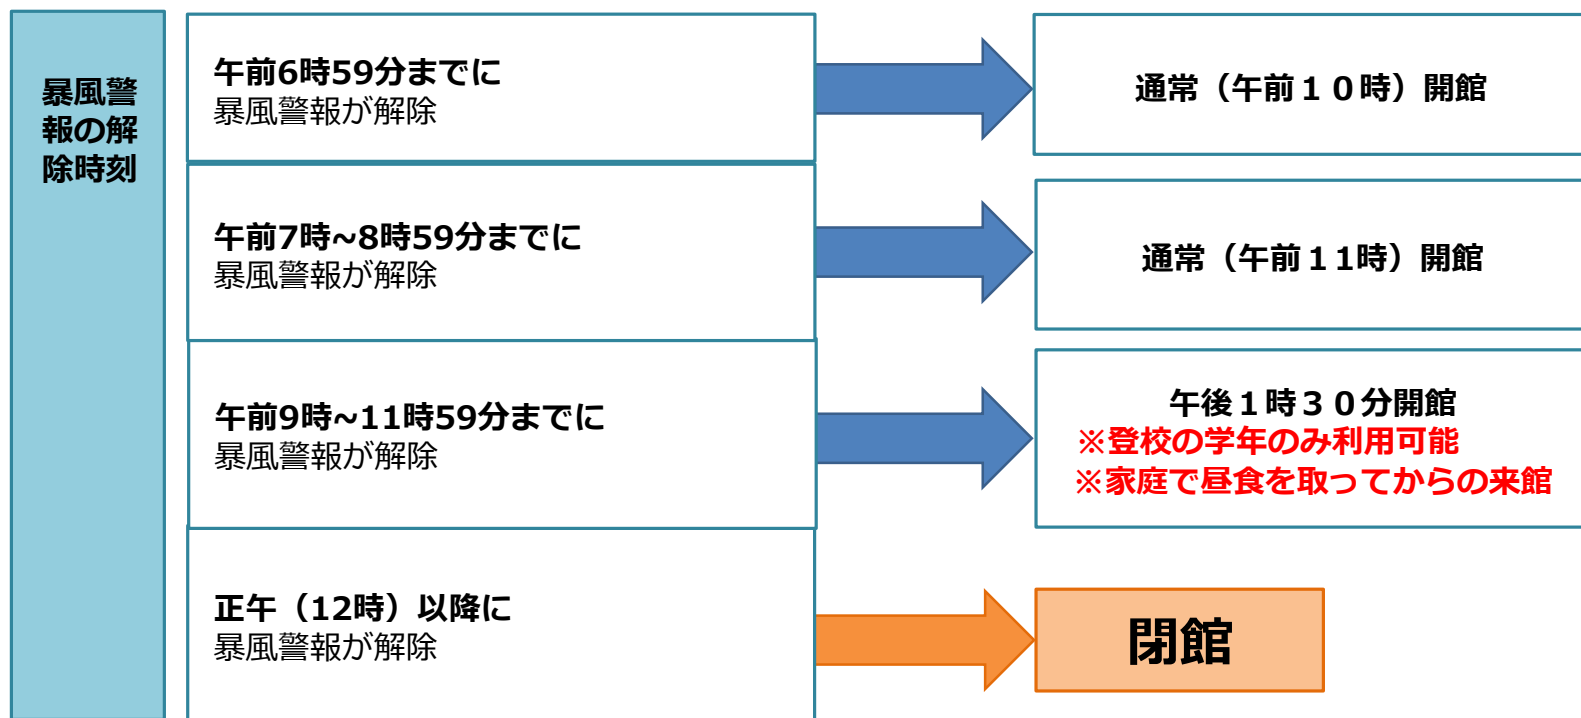 暴風警
報の解
除時刻
午前6時59分までに
暴風警報が解除
通常（午前１０時）開館
午前7時~8時59分までに
暴風警報が解除
通常（午前１1時）開館
午前9時~11時59分までに
暴風警報が解除
午後１時３０分開館
※登校の学年のみ利用可能
※家庭で昼食を取ってからの来館
正午（12時）以降に
暴風警報が解除
閉館